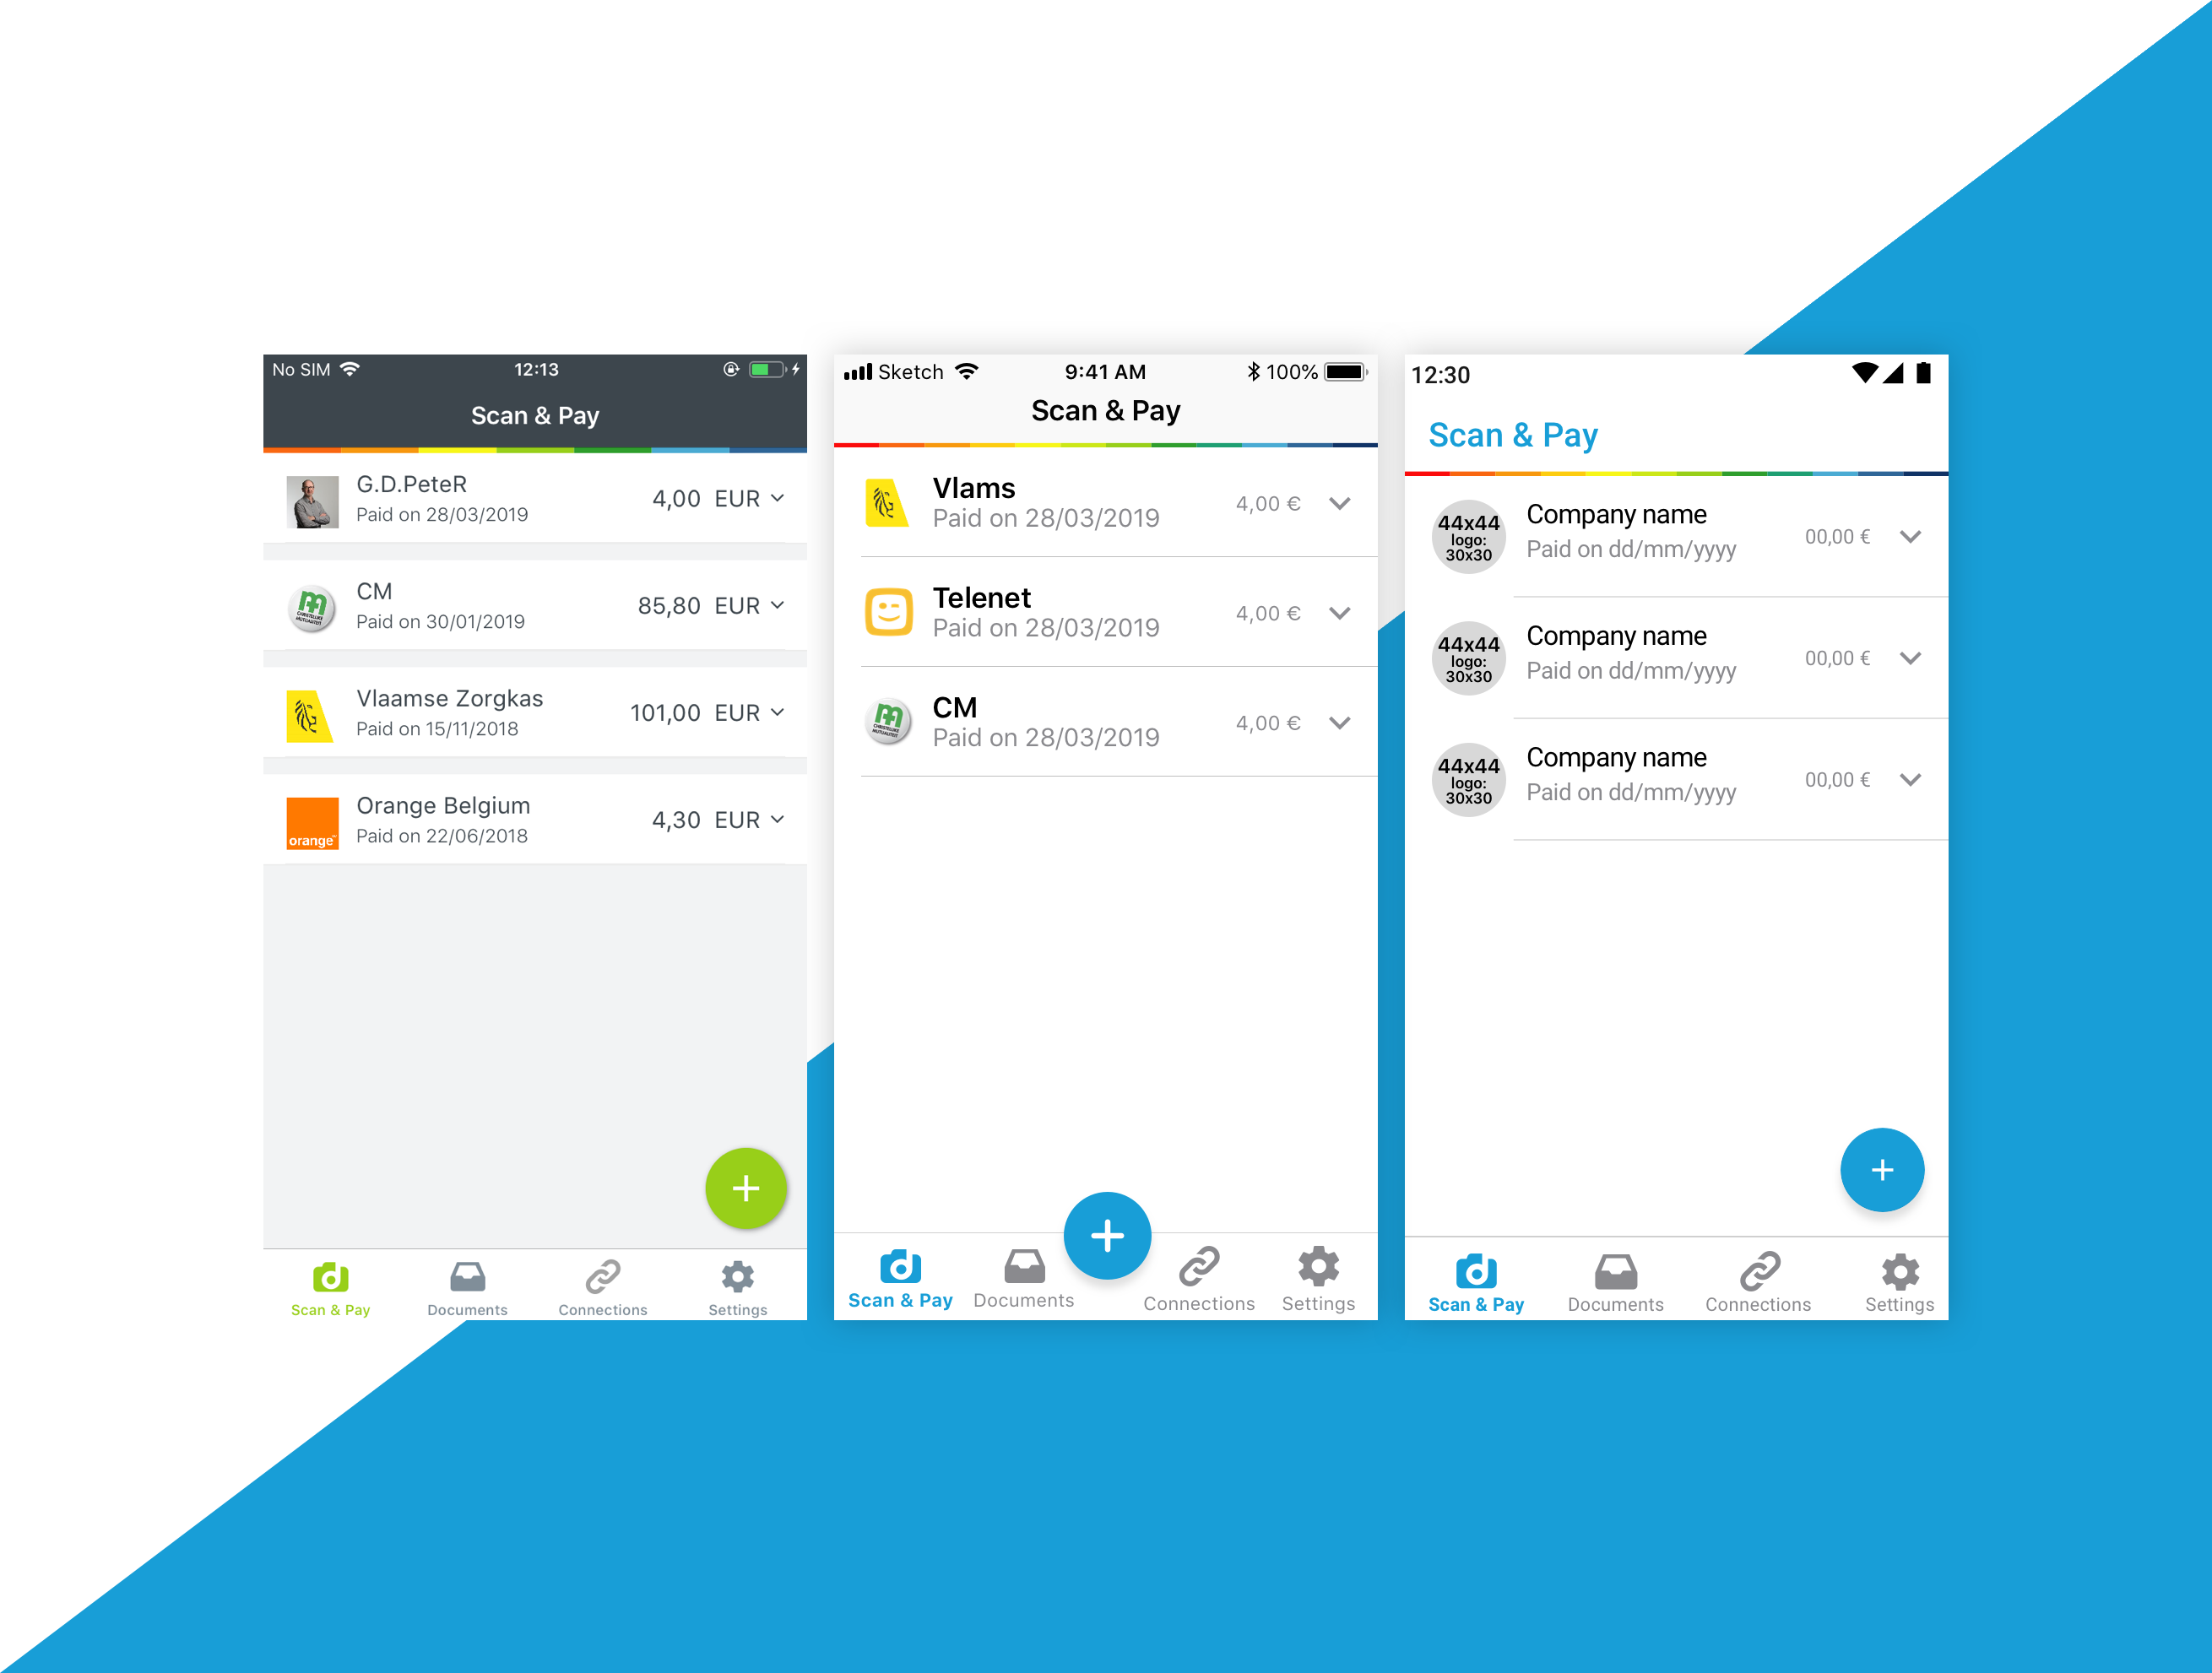 No SIM 12:13
Scan & Pay
G.D.PeteR
Paid on 28/03/2019
4,00 EUR
CM
Paid on 30/01/2019
85,80 EUR
CHRISTELIJKE
MUTUALITEIT
Vlaamse Zorgkas
Paid on 15/11/2018
101,00 EUR
Orange Belgium
Paid on 22/06/2018
4,30 EUR
orange™
Scan & Pay
Documents
Connections
Settings
Sketch 9:41 AM 100%
Scan & Pay
Vlams
Paid on 28/03/2019
4,00 €
Telenet
Paid on 28/03/2019
4,00 €
CM
Paid on 28/03/2019
4,00 €
CHRISTELIJKE
MUTUALITEIT
Scan & Pay
Documents
Connections
Settings
12:30
Scan & Pay
44x44
logo:
30x30
Company name
Paid on dd/mm/yyyy
00,00 €
44x44
logo:
30x30
Company name
Paid on dd/mm/yyyy
00,00 €
44x44
logo:
30x30
Company name
Paid on dd/mm/yyyy
00,00 €
Scan & Pay
Documents
Connections
Settings